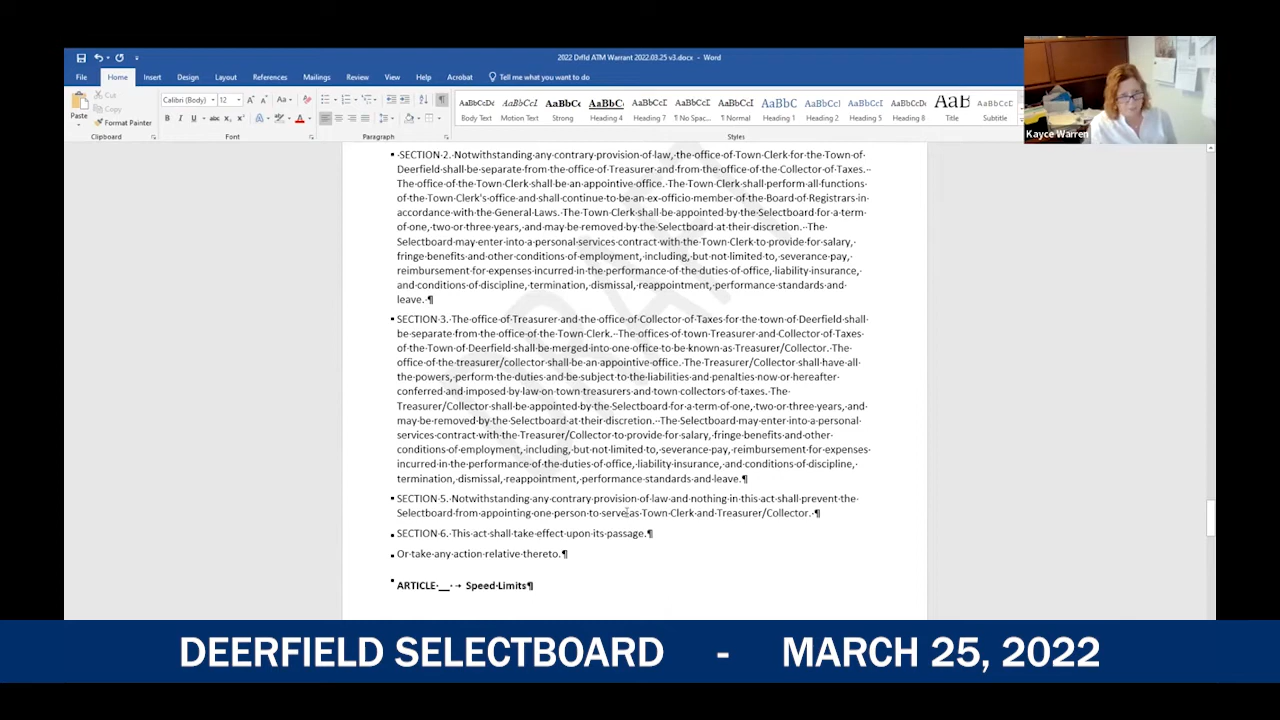 2022 Drfld ATM Warrant 2022.03.25 v3.docx - Word
File Home Insert Design Layout References Mailings Review View Help Acrobat Tell me what you want to do
Cut
Copy
Format Painter
Paste
Clipboard
Calibri (Body) 12
Font
Paragraph
AaBbCcDc AaBbCcI AaBbCc AaBbCc AaBbCcI AaBbCcI AaBbCcI AaBbC AaBbCcI AaBbCcI AaBbCcDc AaB AaBbCcDc
Body Text Motion Text Strong Heading 4 Heading 7 ¶ No Spac... ¶ Normal Heading 1 Heading 2 Heading 5 Heading 8 Title Subtitle
Styles
Kayce Warren
DRAFT
SECTION 2. Notwithstanding any contrary provision of law, the office of Town Clerk for the Town of
Deerfield shall be separate from the office of Treasurer and from the office of the Collector of Taxes.
The office of the Town Clerk shall be an appointive office. The Town Clerk shall perform all functions
of the Town Clerk's office and shall continue to be an ex-officio member of the Board of Registrars in
accordance with the General Laws. The Town Clerk shall be appointed by the Selectboard for a term
of one, two or three years, and may be removed by the Selectboard at their discretion. The
Selectboard may enter into a personal services contract with the Town Clerk to provide for salary,
fringe benefits and other conditions of employment, including, but not limited to, severance pay,
reimbursement for expenses incurred in the performance of the duties of office, liability insurance,
and conditions of discipline, termination, dismissal, reappointment, performance standards and
leave. ¶
SECTION 3. The office of Treasurer and the office of Collector of Taxes for the town of Deerfield shall
be separate from the office of the Town Clerk. The offices of town Treasurer and Collector of Taxes
of the Town of Deerfield shall be merged into one office to be known as Treasurer/Collector. The
office of the treasurer/collector shall be an appointive office. The Treasurer/Collector shall have all
the powers, perform the duties and be subject to the liabilities and penalties now or hereafter
conferred and imposed by law on town treasurers and town collectors of taxes. The
Treasurer/Collector shall be appointed by the Selectboard for a term of one, two or three years, and
may be removed by the Selectboard at their discretion. The Selectboard may enter into a personal
services contract with the Treasurer/Collector to provide for salary, fringe benefits and other
conditions of employment, including, but not limited to, severance pay, reimbursement for expenses
incurred in the performance of the duties of office, liability insurance, and conditions of discipline,
termination, dismissal, reappointment, performance standards and leave.¶
SECTION 5. Notwithstanding any contrary provision of law and nothing in this act shall prevent the
Selectboard from appointing one person to serve as Town Clerk and Treasurer/Collector. ¶
SECTION 6. This act shall take effect upon its passage.¶
Or take any action relative thereto.¶
ARTICLE __ → Speed Limits¶
DEERFIELD SELECTBOARD - MARCH 25, 2022